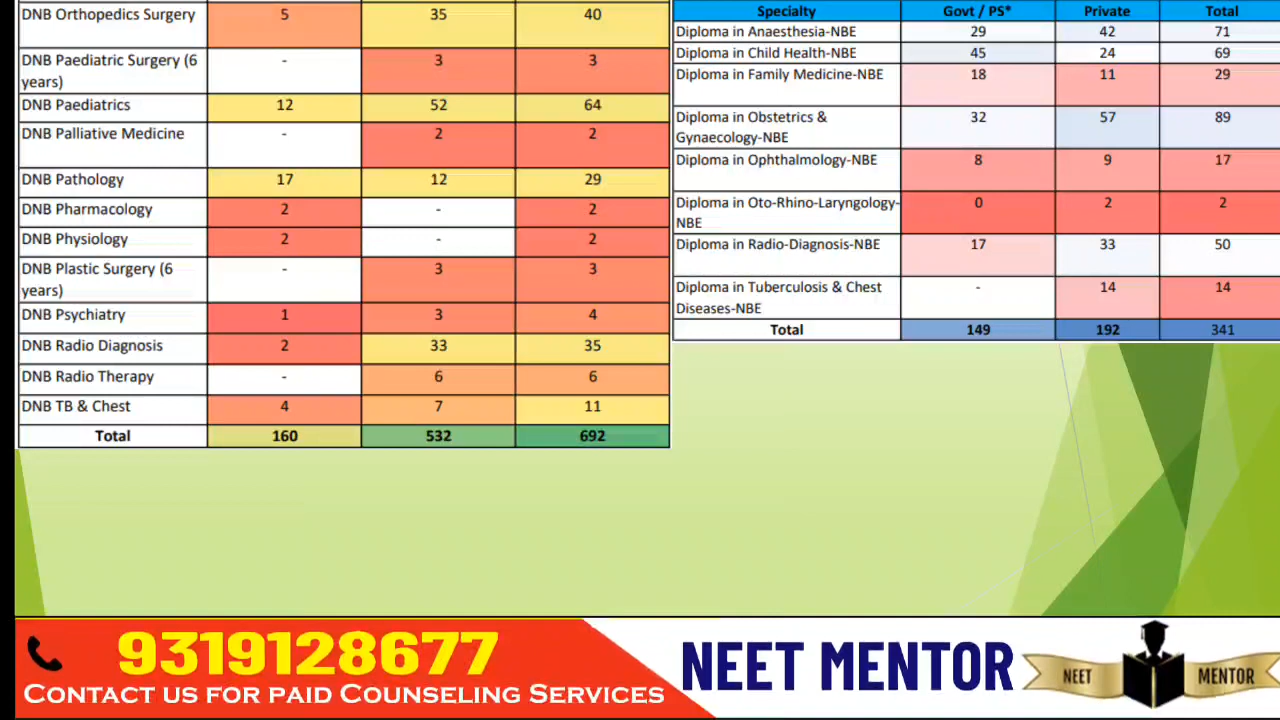 DNB Orthopedics Surgery 5 35 40
DNB Paediatric Surgery (6 - 3 3
years)
DNB Paediatrics 12 52 64
DNB Palliative Medicine - 2 2
DNB Pathology 17 12 29
DNB Pharmacology 2 - 2
DNB Physiology 2 - 2
DNB Plastic Surgery (6 - 3 3
years)
DNB Psychiatry 1 3 4
DNB Radio Diagnosis 2 33 35
DNB Radio Therapy - 6 6
DNB TB & Chest 4 7 11
Total 160 532 692
Specialty Govt / PS* Private Total
Diploma in Anaesthesia-NBE 29 42 71
Diploma in Child Health-NBE 45 24 69
Diploma in Family Medicine-NBE 18 11 29
Diploma in Obstetrics & 32 57 89
Gynaecology-NBE
Diploma in Ophthalmology-NBE 8 9 17
Diploma in Oto-Rhino-Laryngology- 0 2 2
NBE
Diploma in Radio-Diagnosis-NBE 17 33 50
Diploma in Tuberculosis & Chest - 14 14
Diseases-NBE
Total 149 192 341
9319128677
CONTACT US FOR PAID COUNSELING SERVICES
NEET MENTOR
NEET MENTOR